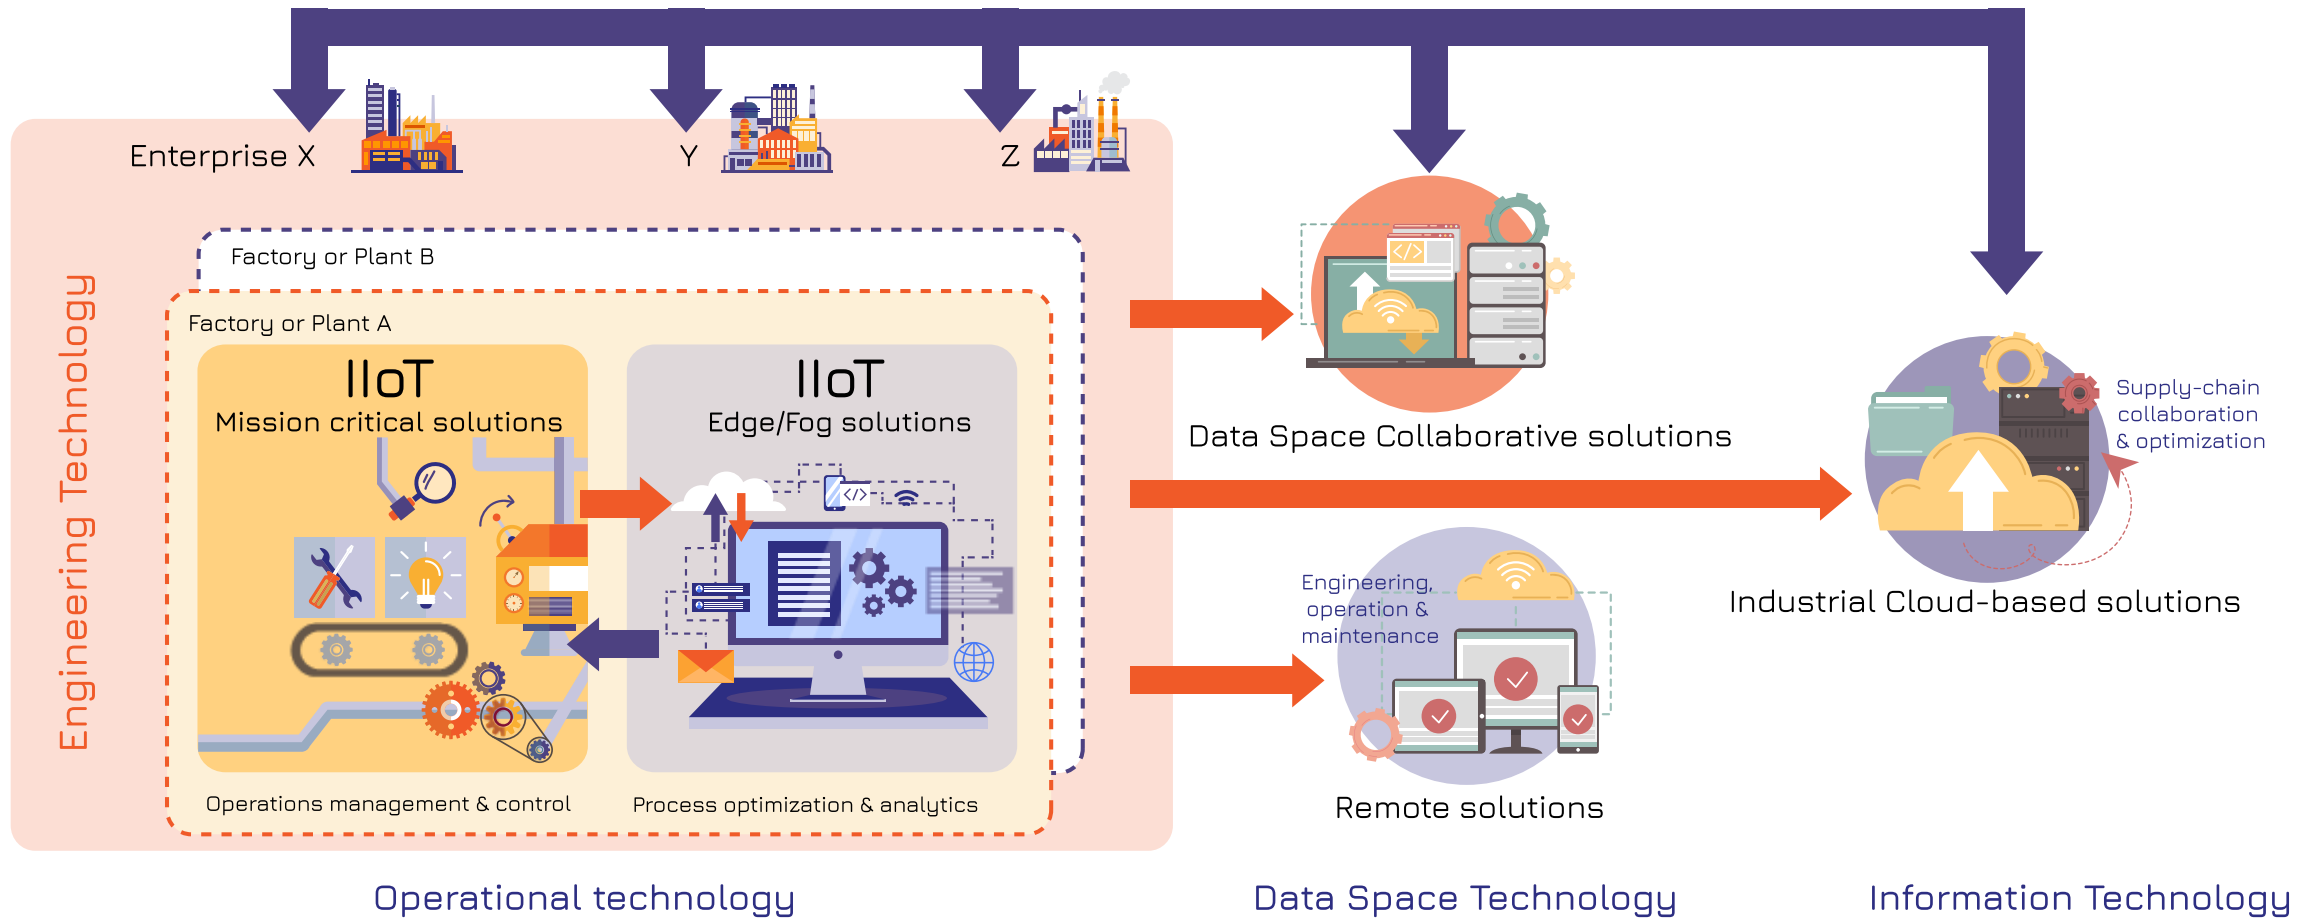 Enterprise X
Y
Z
Engineering Technology
Factory or Plant B
Factory or Plant A
IIoT
Mission critical solutions
Operations management & control
IIoT
Edge/Fog solutions
</>
Process optimization & analytics
</>
Data Space Collaborative solutions
Supply-chain
collaboration
& optimization
Industrial Cloud-based solutions
Engineering,
operation &
maintenance
Remote solutions
Operational technology
Data Space Technology
Information Technology